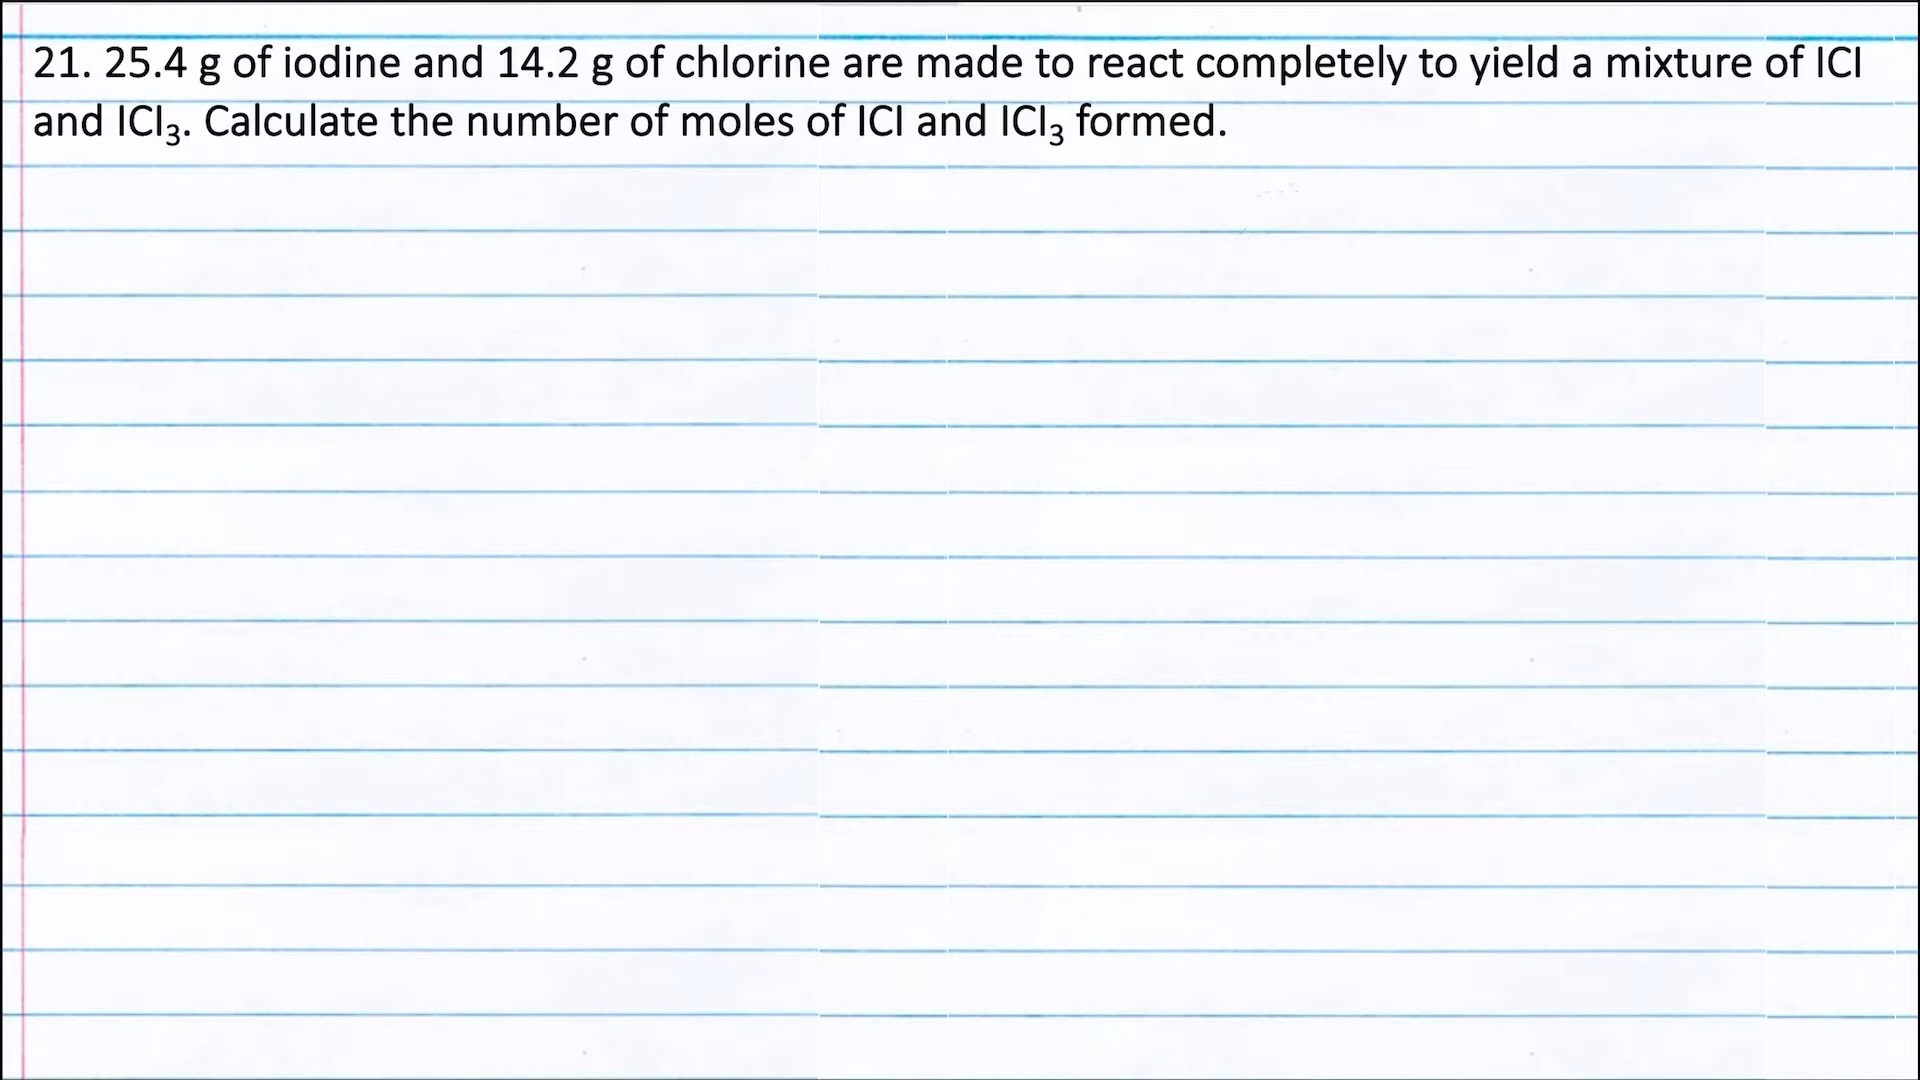 21. 25.4 g of iodine and 14.2 g of chlorine are made to react completely to yield a mixture of ICl
and ICl₃. Calculate the number of moles of ICl and ICl₃ formed.